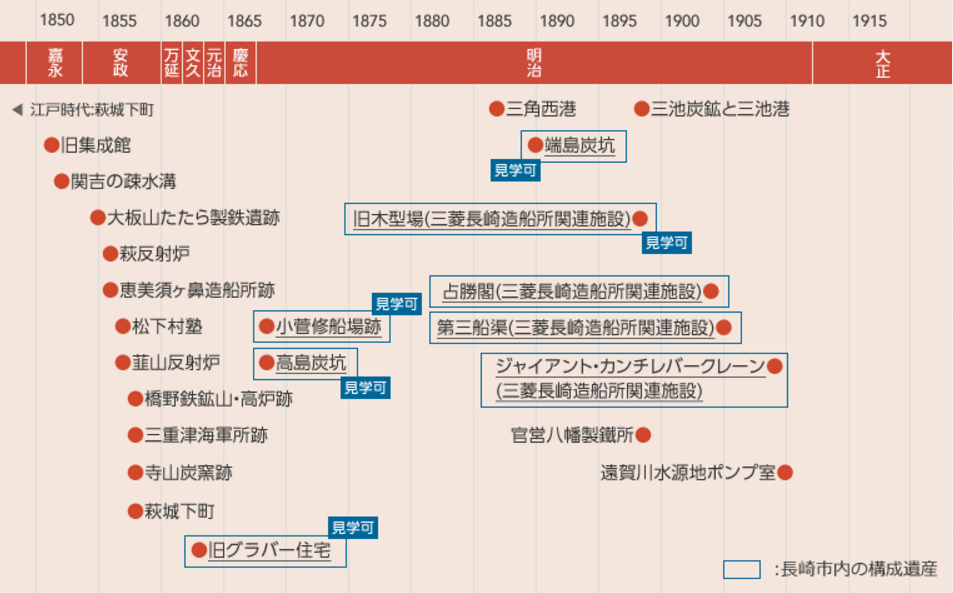 1850 1855 1860 1865 1870 1875 1880 1885 1890 1895 1900 1905 1910 1915
嘉永 安政 万延 文久 元治 慶応 明治 大正
◀ 江戸時代:萩城下町
三角西港
三池炭鉱と三池港
旧集成館
端島炭坑
見学可
関吉の疎水溝
大板山たたら製鉄遺跡
旧木型場(三菱長崎造船所関連施設)
見学可
萩反射炉
恵美須ヶ鼻造船所跡
占勝閣(三菱長崎造船所関連施設)
見学可
松下村塾
小菅修船場跡
第三船渠(三菱長崎造船所関連施設)
韮山反射炉
高島炭坑
見学可
ジャイアント・カンチレバークレーン
(三菱長崎造船所関連施設)
橋野鉄鉱山・高炉跡
三重津海軍所跡
官営八幡製鐵所
寺山炭窯跡
遠賀川水源地ポンプ室
萩城下町
見学可
旧グラバー住宅
:長崎市内の構成遺産